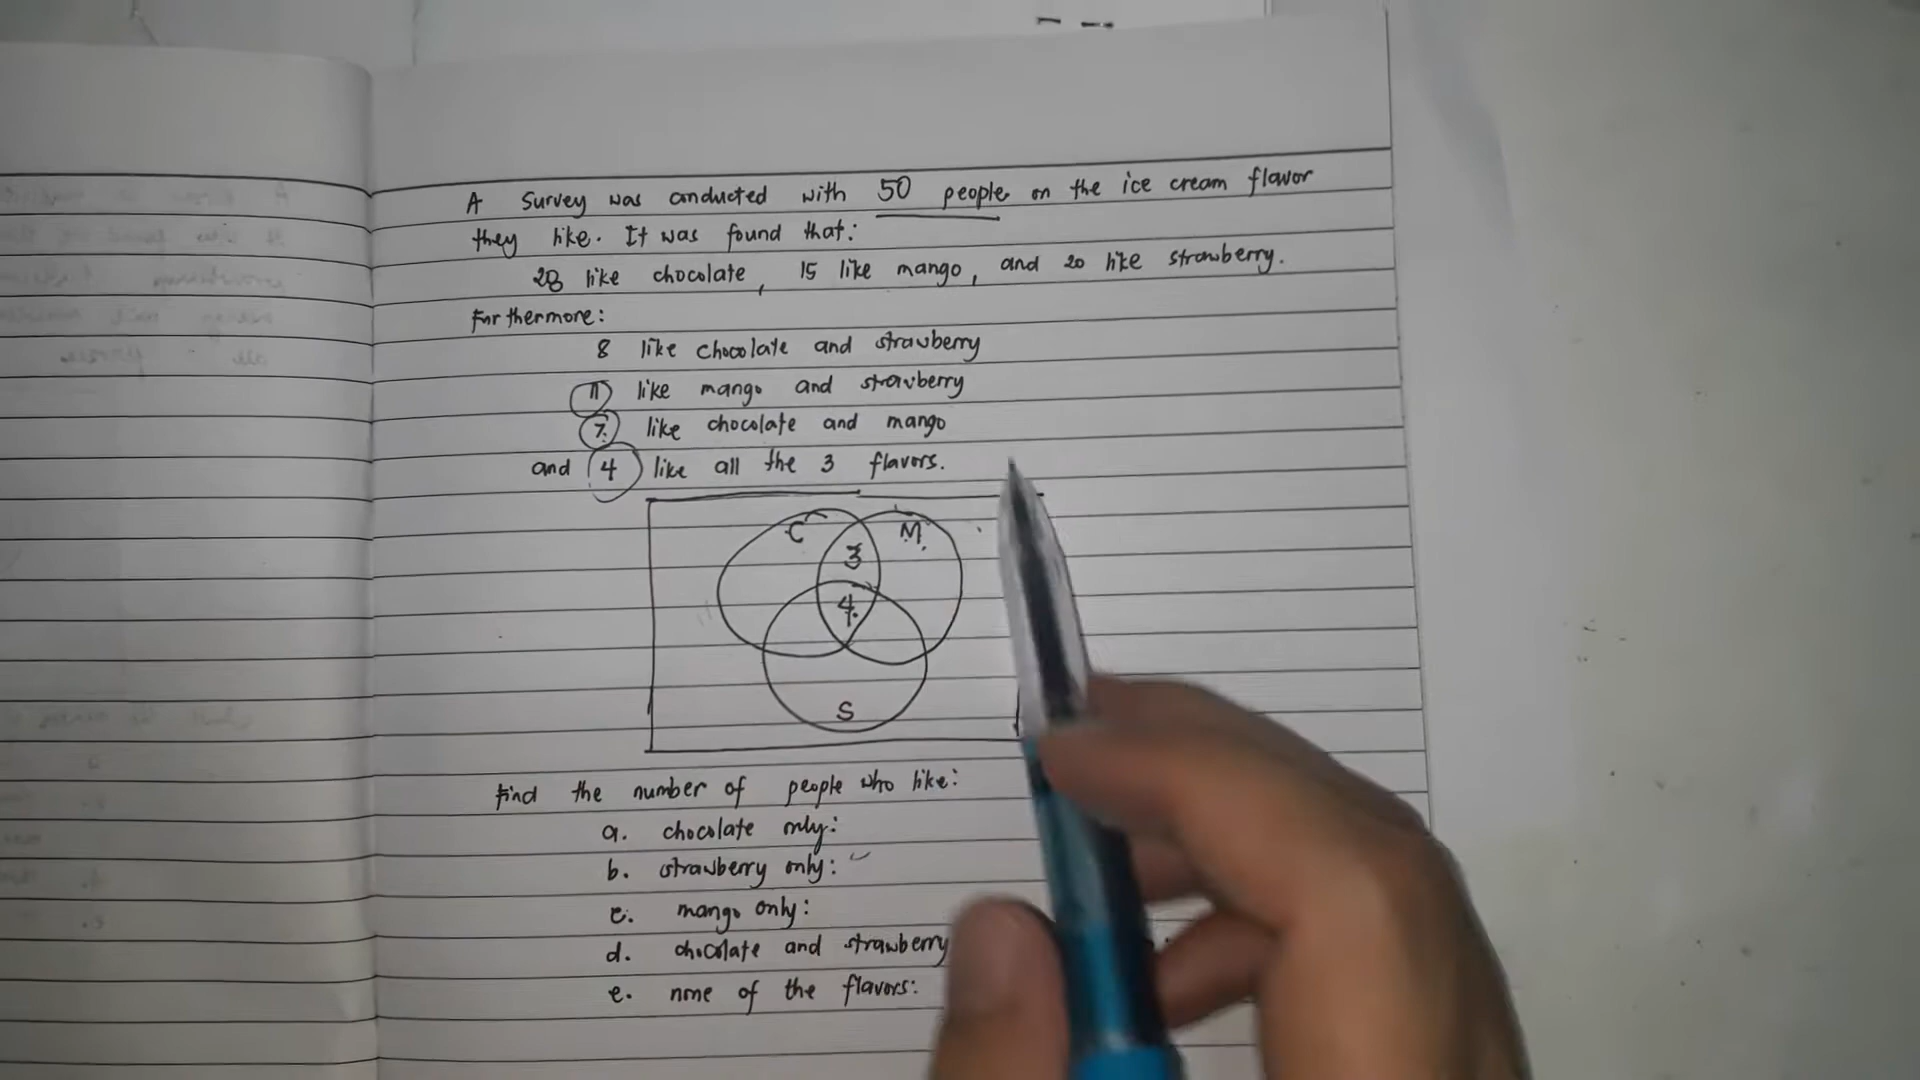 A Survey was conducted with 50 people on the ice cream flavor
they like. It was found that:
28 like chocolate, 15 like mango, and 20 like strawberry.
Forthermore:
8 like chocolate and strawberry
11 like mango and strawberry
7 like chocolate and mango
and 4 like all the 3 flavors.
C M
3
4
S
Find the number of people who like:
a. chocolate only:
b. strawberry only:
c. mango only:
d. chocolate and strawberry
e. none of the flavors: